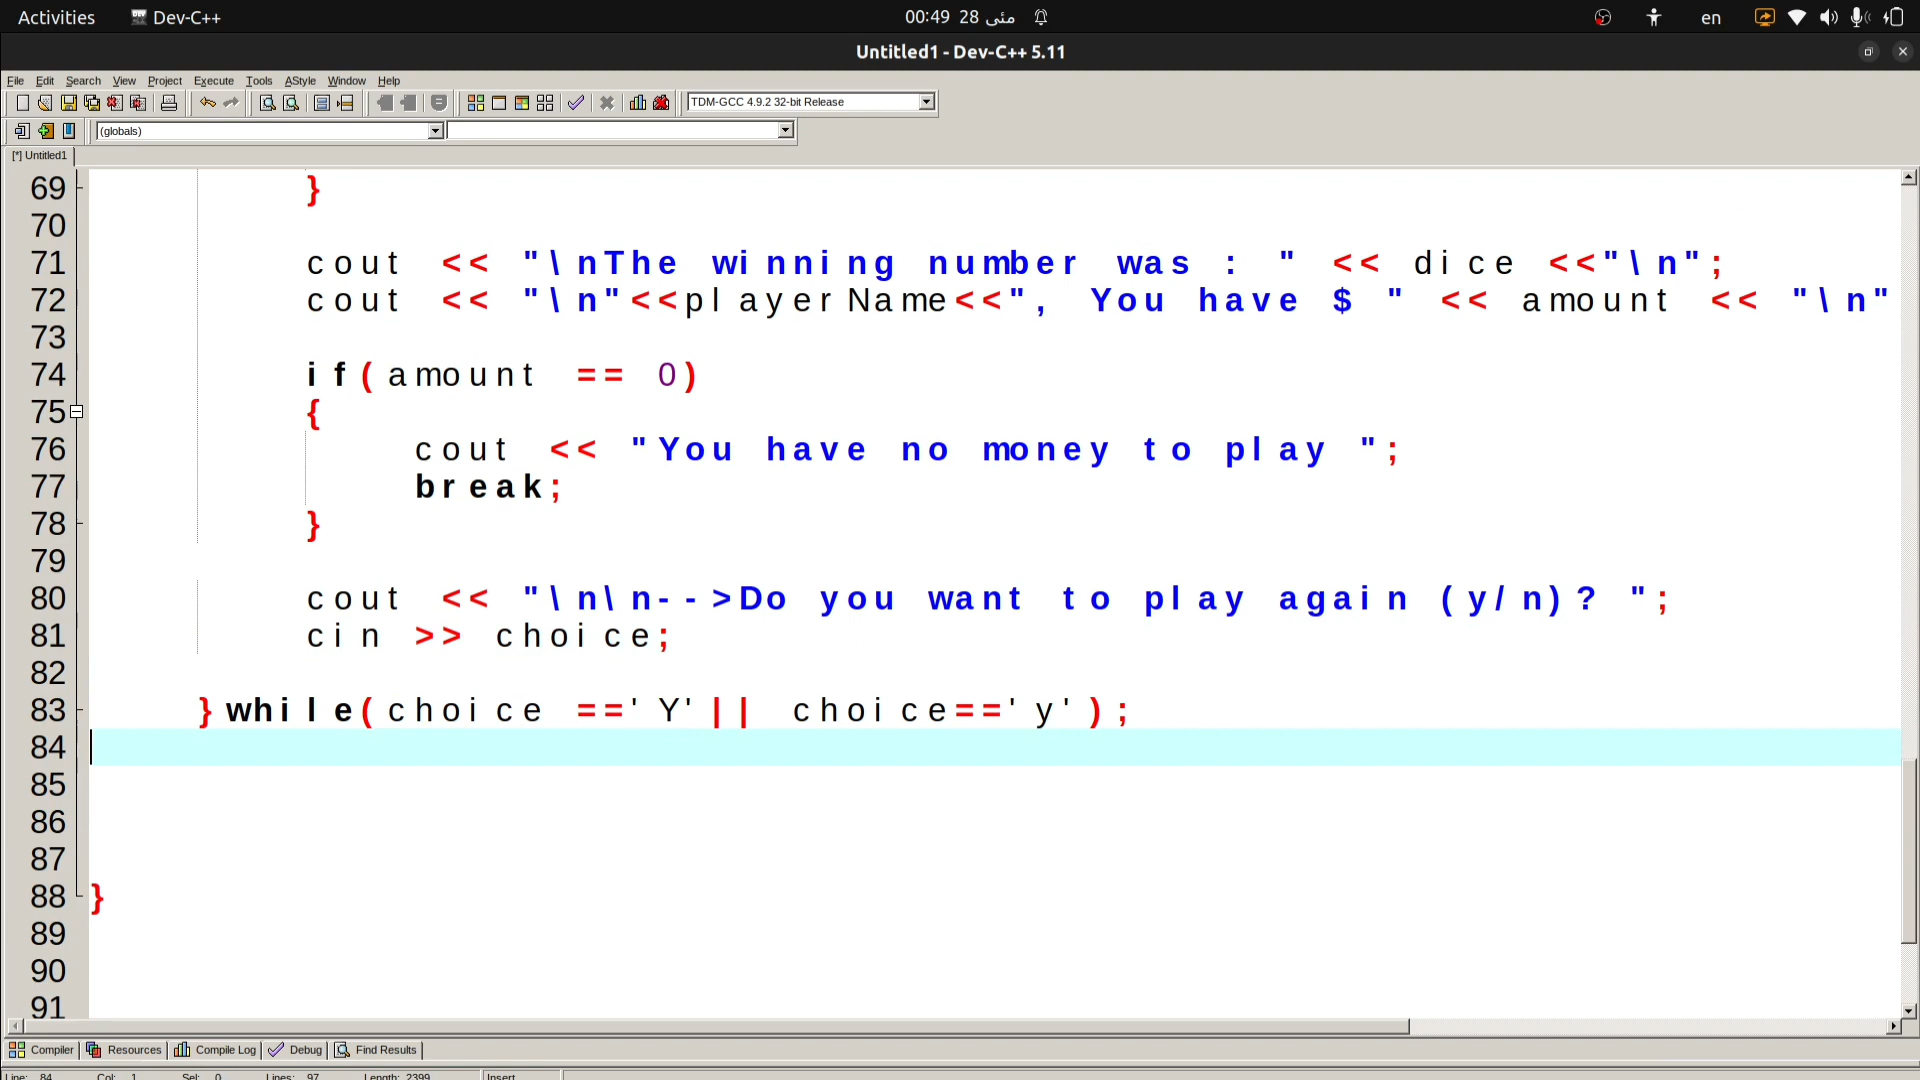 Activities
Dev-C++
00:49 28 مئی
en
Untitled1 - Dev-C++ 5.11
File Edit Search View Project Execute Tools AStyle Window Help
TDM-GCC 4.9.2 32-bit Release
(globals)
[*] Untitled1
69 }
70
71 cout << "\nThe winning number was : " << dice <<"\n";
72 cout << "\n"<<playerName<<", You have $ " << amount << "\n"
73
74 if(amount == 0)
75 {
76 cout << "You have no money to play ";
77 break;
78 }
79
80 cout << "\n\n-->Do you want to play again (y/n)? ";
81 cin >> choice;
82
83 }while(choice =='Y'|| choice=='y');
84
85
86
87
88 }
89
90
91
Compiler Resources Compile Log Debug Find Results
Line: 84 Col: 1 Sel: 0 Lines: 97 Length: 2399 Insert